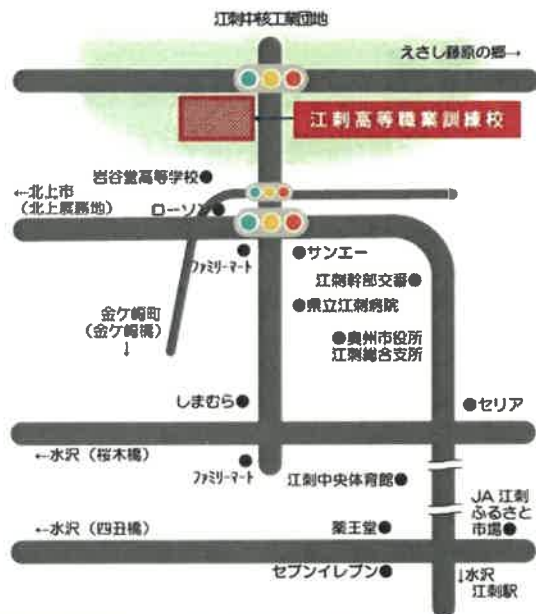 江刺中核工業団地
えさし藤原の郷→
江刺高等職業訓練校
岩谷堂高等学校●
←北上市
（北上展勝地）
ローソン●
ファミリーマート
●サンエー
江刺幹部交番●
●県立江刺病院
金ケ崎町
（金ケ崎橋）
↓
●奥州市役所
江刺総合支所
しまむら●
●セリア
←水沢（桜木橋）
ファミリーマート
江刺中央体育館●
JA 江刺
ふるさと
市場●
←水沢（四丑橋）
薬王堂
セブンイレブン●
↓水沢
江刺駅